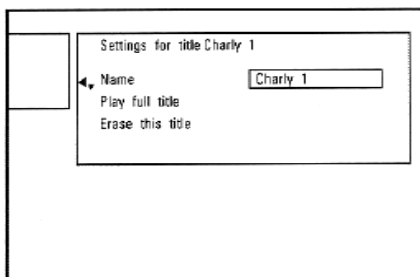 Settings for title Charly 1
Name Charly 1
Play full title
Erase this title